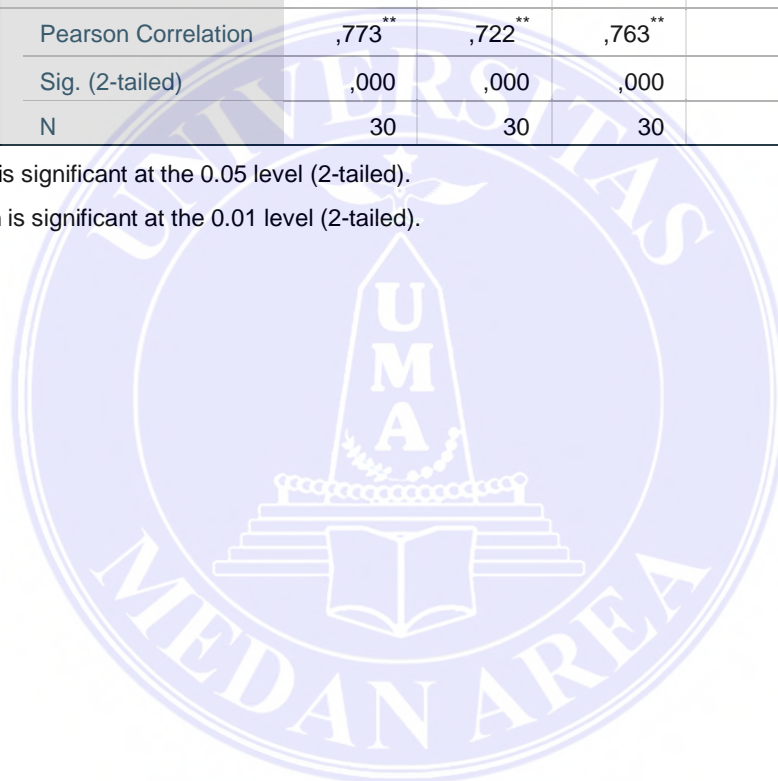 Pearson Correlation ,773** ,722** ,763**
Sig. (2-tailed) ,000 ,000 ,000
N 30 30 30
is significant at the 0.05 level (2-tailed).
is significant at the 0.01 level (2-tailed).
UNIVERSITAS
UMA
MEDAN AREA